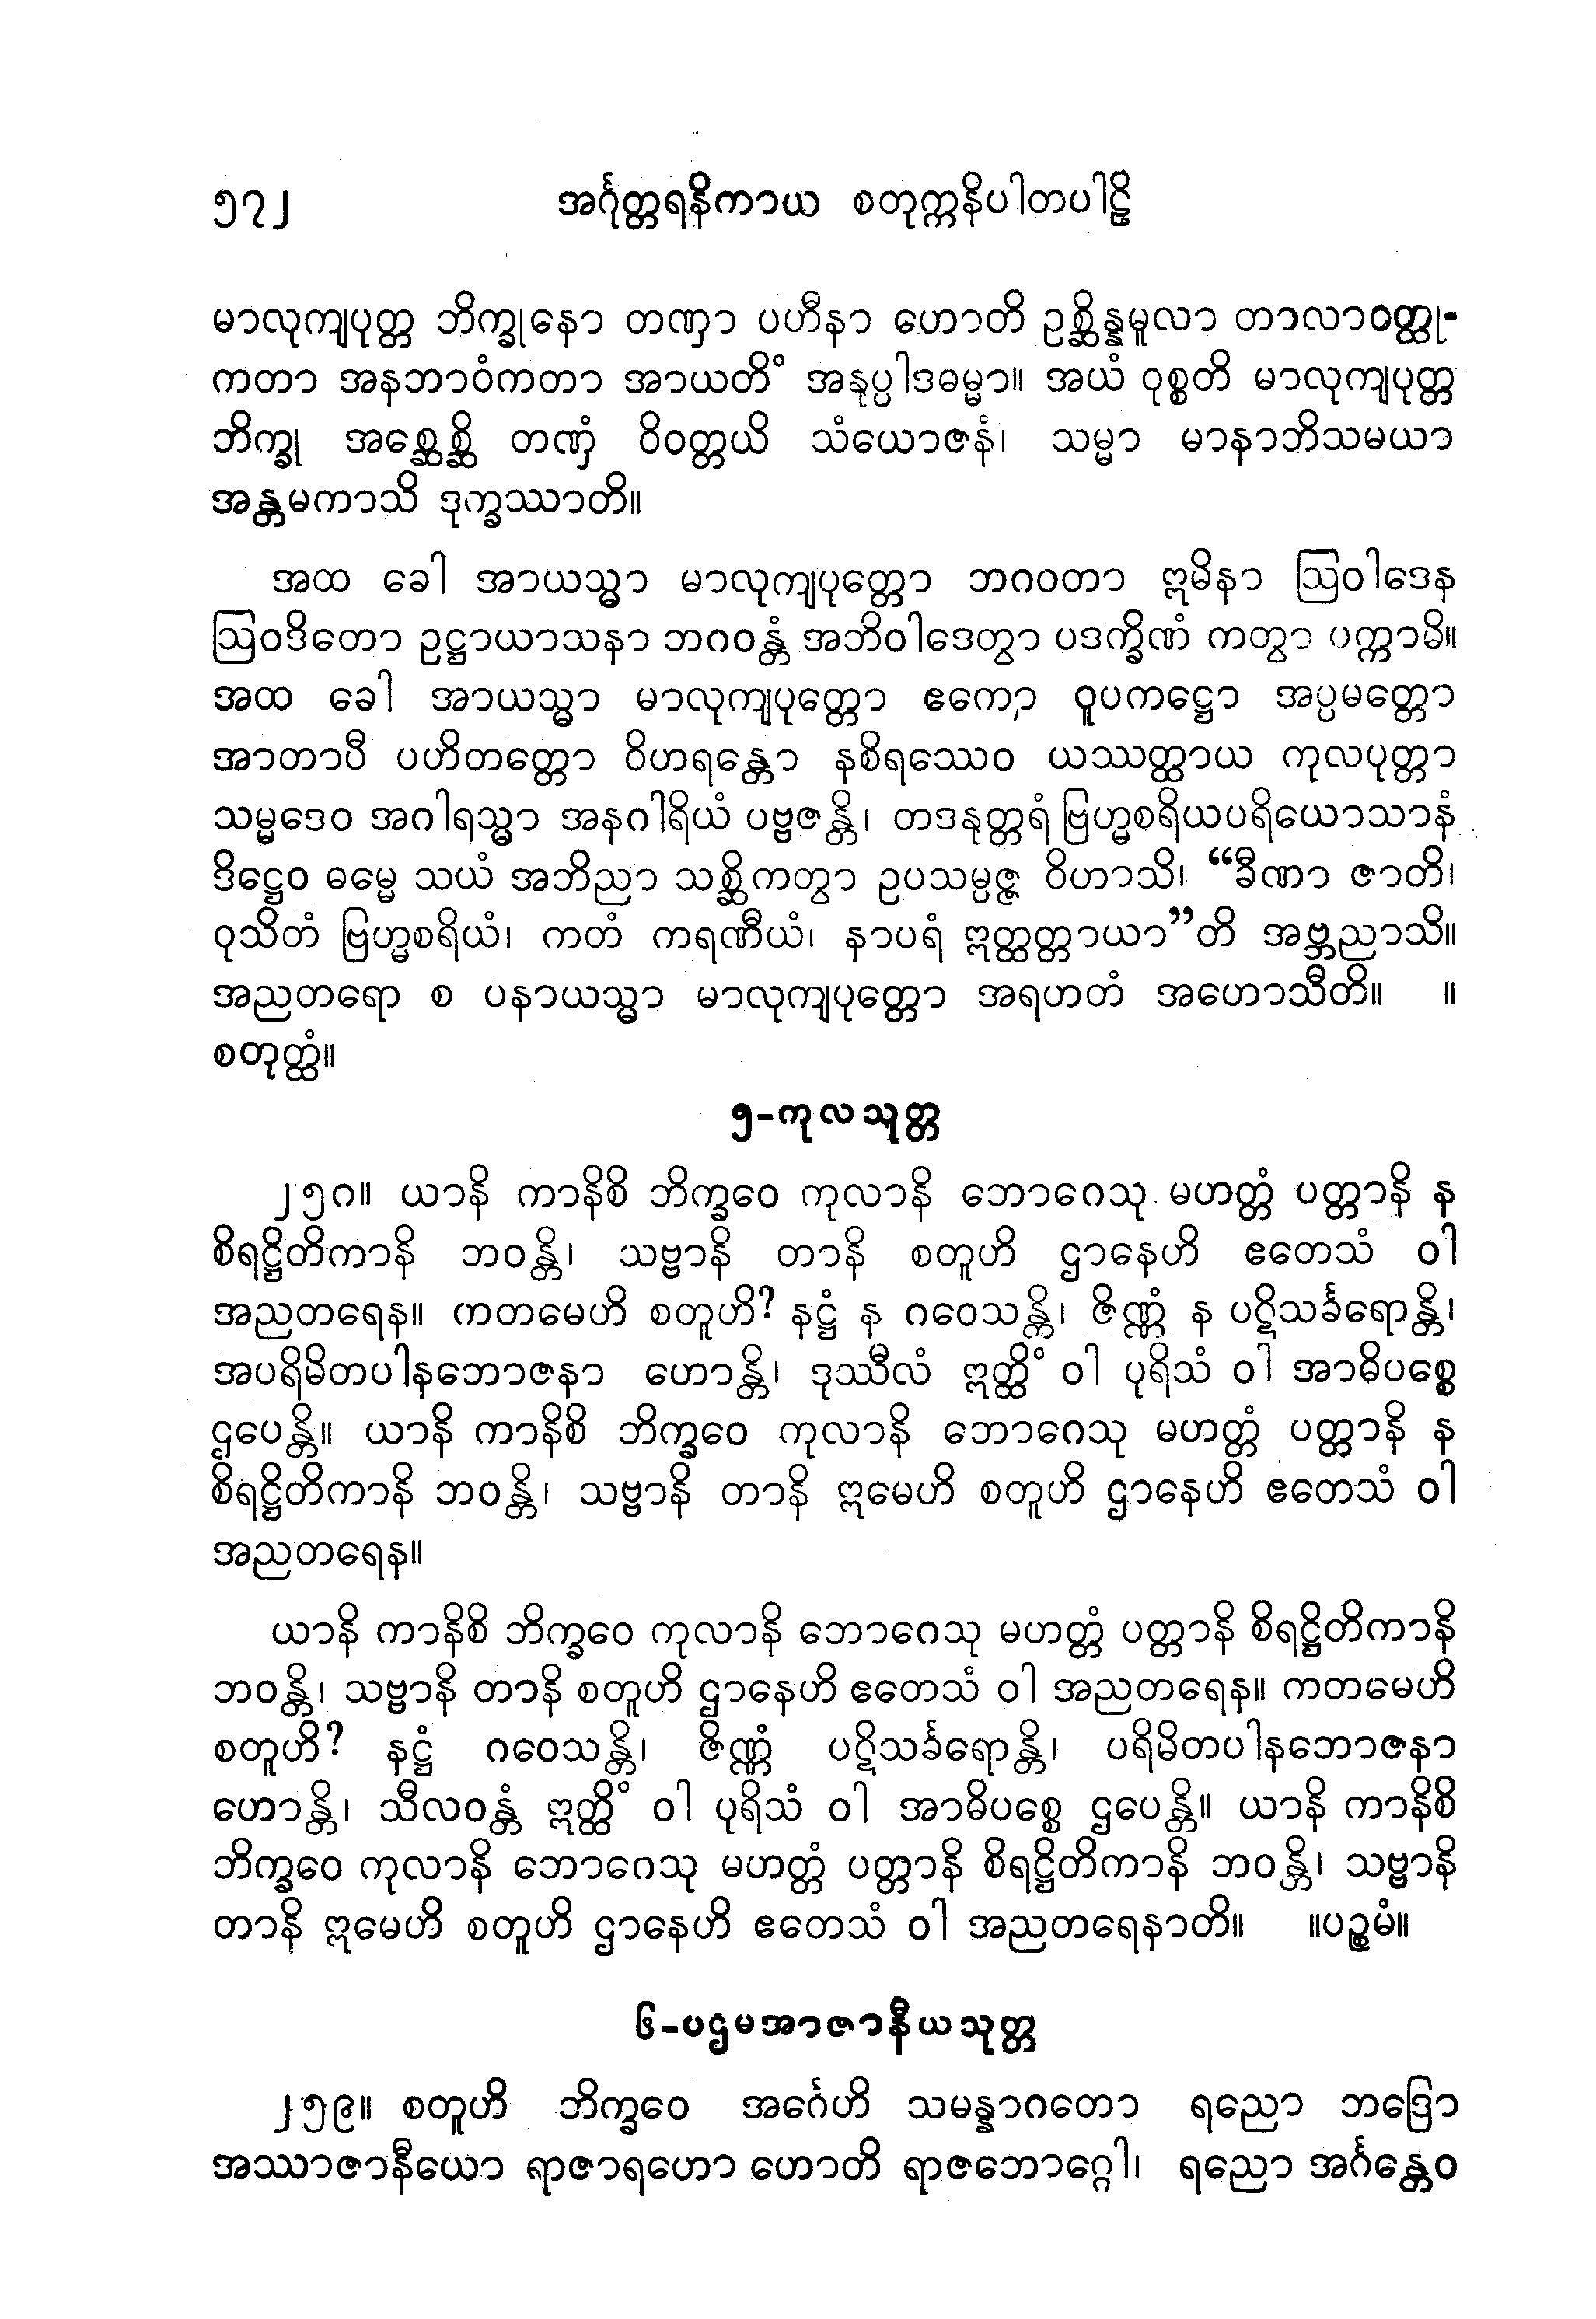 ၅၇၂ အင်္ဂုတ္တရနိကာယ စတုက္ကနိပါတပါဠိ
မာလုကျပုတ္တ ဘိက္ခုနော တဏှာ ပဟီနာ ဟောတိ ဥစ္ဆိန္နမူလာ တာလာဝတ္ထု-
ကတာ အနဘာဝံကတာ အာယတိံ အနုပ္ပါဒဓမ္မာ။ အယံ ဝုစ္စတိ မာလုကျပုတ္တ
ဘိက္ခု အစ္ဆေစ္ဆိ တဏှံ ဝိဝတ္တယိ သံယောဇနံ၊ သမ္မာ မာနာဘိသမယာ
အန္တမကာသိ ဒုက္ခဿာတိ။
အထ ခေါ အာယသ္မာ မာလုကျပုတ္တော ဘဂဝတာ ဣမိနာ ဩဝါဒေန
ဩဝဒိတော ဥဋ္ဌာယာသနာ ဘဂဝန္တံ အဘိဝါဒေတွာ ပဒက္ခိဏံ ကတွာ ပက္ကာမိ။
အထ ခေါ အာယသ္မာ မာလုကျပုတ္တော ဧကော ဝူပကဋ္ဌော အပ္ပမတ္တော
အာတာပီ ပဟိတတ္တော ဝိဟရန္တော နစိရဿေဝ ယဿတ္ထာယ ကုလပုတ္တာ
သမ္မဒေဝ အဂါရသ္မာ အနဂါရိယံ ပဗ္ဗဇန္တိ၊ တဒနုတ္တရံ ဗြဟ္မစရိယပရိယောသာနံ
ဒိဋ္ဌေဝ ဓမ္မေ သယံ အဘိညာ သစ္ဆိကတွာ ဥပသမ္ပဇ္ဇ ဝိဟာသိ၊ “ခီဏာ ဇာတိ၊
ဝုသိတံ ဗြဟ္မစရိယံ၊ ကတံ ကရဏီယံ၊ နာပရံ ဣတ္ထတ္တာယာ”တိ အဗ္ဘညာသိ။
အညတရော စ ပနာယသ္မာ မာလုကျပုတ္တော အရဟတံ အဟောသီတိ။ ။
စတုတ္ထံ။
၅-ကုလသုတ္တ
၂၅၈။ ယာနိ ကာနိစိ ဘိက္ခဝေ ကုလာနိ ဘောဂေသု မဟတ္တံ ပတ္တာနိ န
စိရဋ္ဌိတိကာနိ ဘဝန္တိ၊ သဗ္ဗာနိ တာနိ စတူဟိ ဌာနေဟိ ဧတေသံ ဝါ
အညတရေန။ ကတမေဟိ စတူဟိ? နဋ္ဌံ န ဂဝေသန္တိ၊ ဇိဏ္ဏံ န ပဋိသင်္ခရောန္တိ၊
အပရိမိတပါနဘောဇနာ ဟောန္တိ၊ ဒုဿီလံ ဣတ္ထိံ ဝါ ပုရိသံ ဝါ အာဓိပစ္စေ
ဌပေန္တိ။ ယာနိ ကာနိစိ ဘိက္ခဝေ ကုလာနိ ဘောဂေသု မဟတ္တံ ပတ္တာနိ န
စိရဋ္ဌိတိကာနိ ဘဝန္တိ၊ သဗ္ဗာနိ တာနိ ဣမေဟိ စတူဟိ ဌာနေဟိ ဧတေသံ ဝါ
အညတရေန။
ယာနိ ကာနိစိ ဘိက္ခဝေ ကုလာနိ ဘောဂေသု မဟတ္တံ ပတ္တာနိ စိရဋ္ဌိတိကာနိ
ဘဝန္တိ၊ သဗ္ဗာနိ တာနိ စတူဟိ ဌာနေဟိ ဧတေသံ ဝါ အညတရေန။ ကတမေဟိ
စတူဟိ? နဋ္ဌံ ဂဝေသန္တိ၊ ဇိဏ္ဏံ ပဋိသင်္ခရောန္တိ၊ ပရိမိတပါနဘောဇနာ
ဟောန္တိ၊ သီလဝန္တံ ဣတ္ထိံ ဝါ ပုရိသံ ဝါ အာဓိပစ္စေ ဌပေန္တိ။ ယာနိ ကာနိစိ
ဘိက္ခဝေ ကုလာနိ ဘောဂေသု မဟတ္တံ ပတ္တာနိ စိရဋ္ဌိတိကာနိ ဘဝန္တိ၊ သဗ္ဗာနိ
တာနိ ဣမေဟိ စတူဟိ ဌာနေဟိ ဧတေသံ ဝါ အညတရေနာတိ။ ။ပဉ္စမံ။
၆-ပဌမအာဇာနီယသုတ္တ
၂၅၉။ စတူဟိ ဘိက္ခဝေ အင်္ဂေဟိ သမန္နာဂတော ရညော ဘဒြော
အဿာဇာနီယော ရာဇာရဟော ဟောတိ ရာဇဘောဂ္ဂေါ၊ ရညော အင်္ဂန္တေဝ